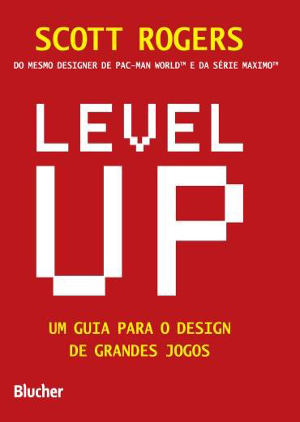 SCOTT ROGERS
DO MESMO DESIGNER DE PAC-MAN WORLD™ E DA SÉRIE MAXIMO™
LEVEL
UP
UM GUIA PARA O DESIGN
DE GRANDES JOGOS
Blucher